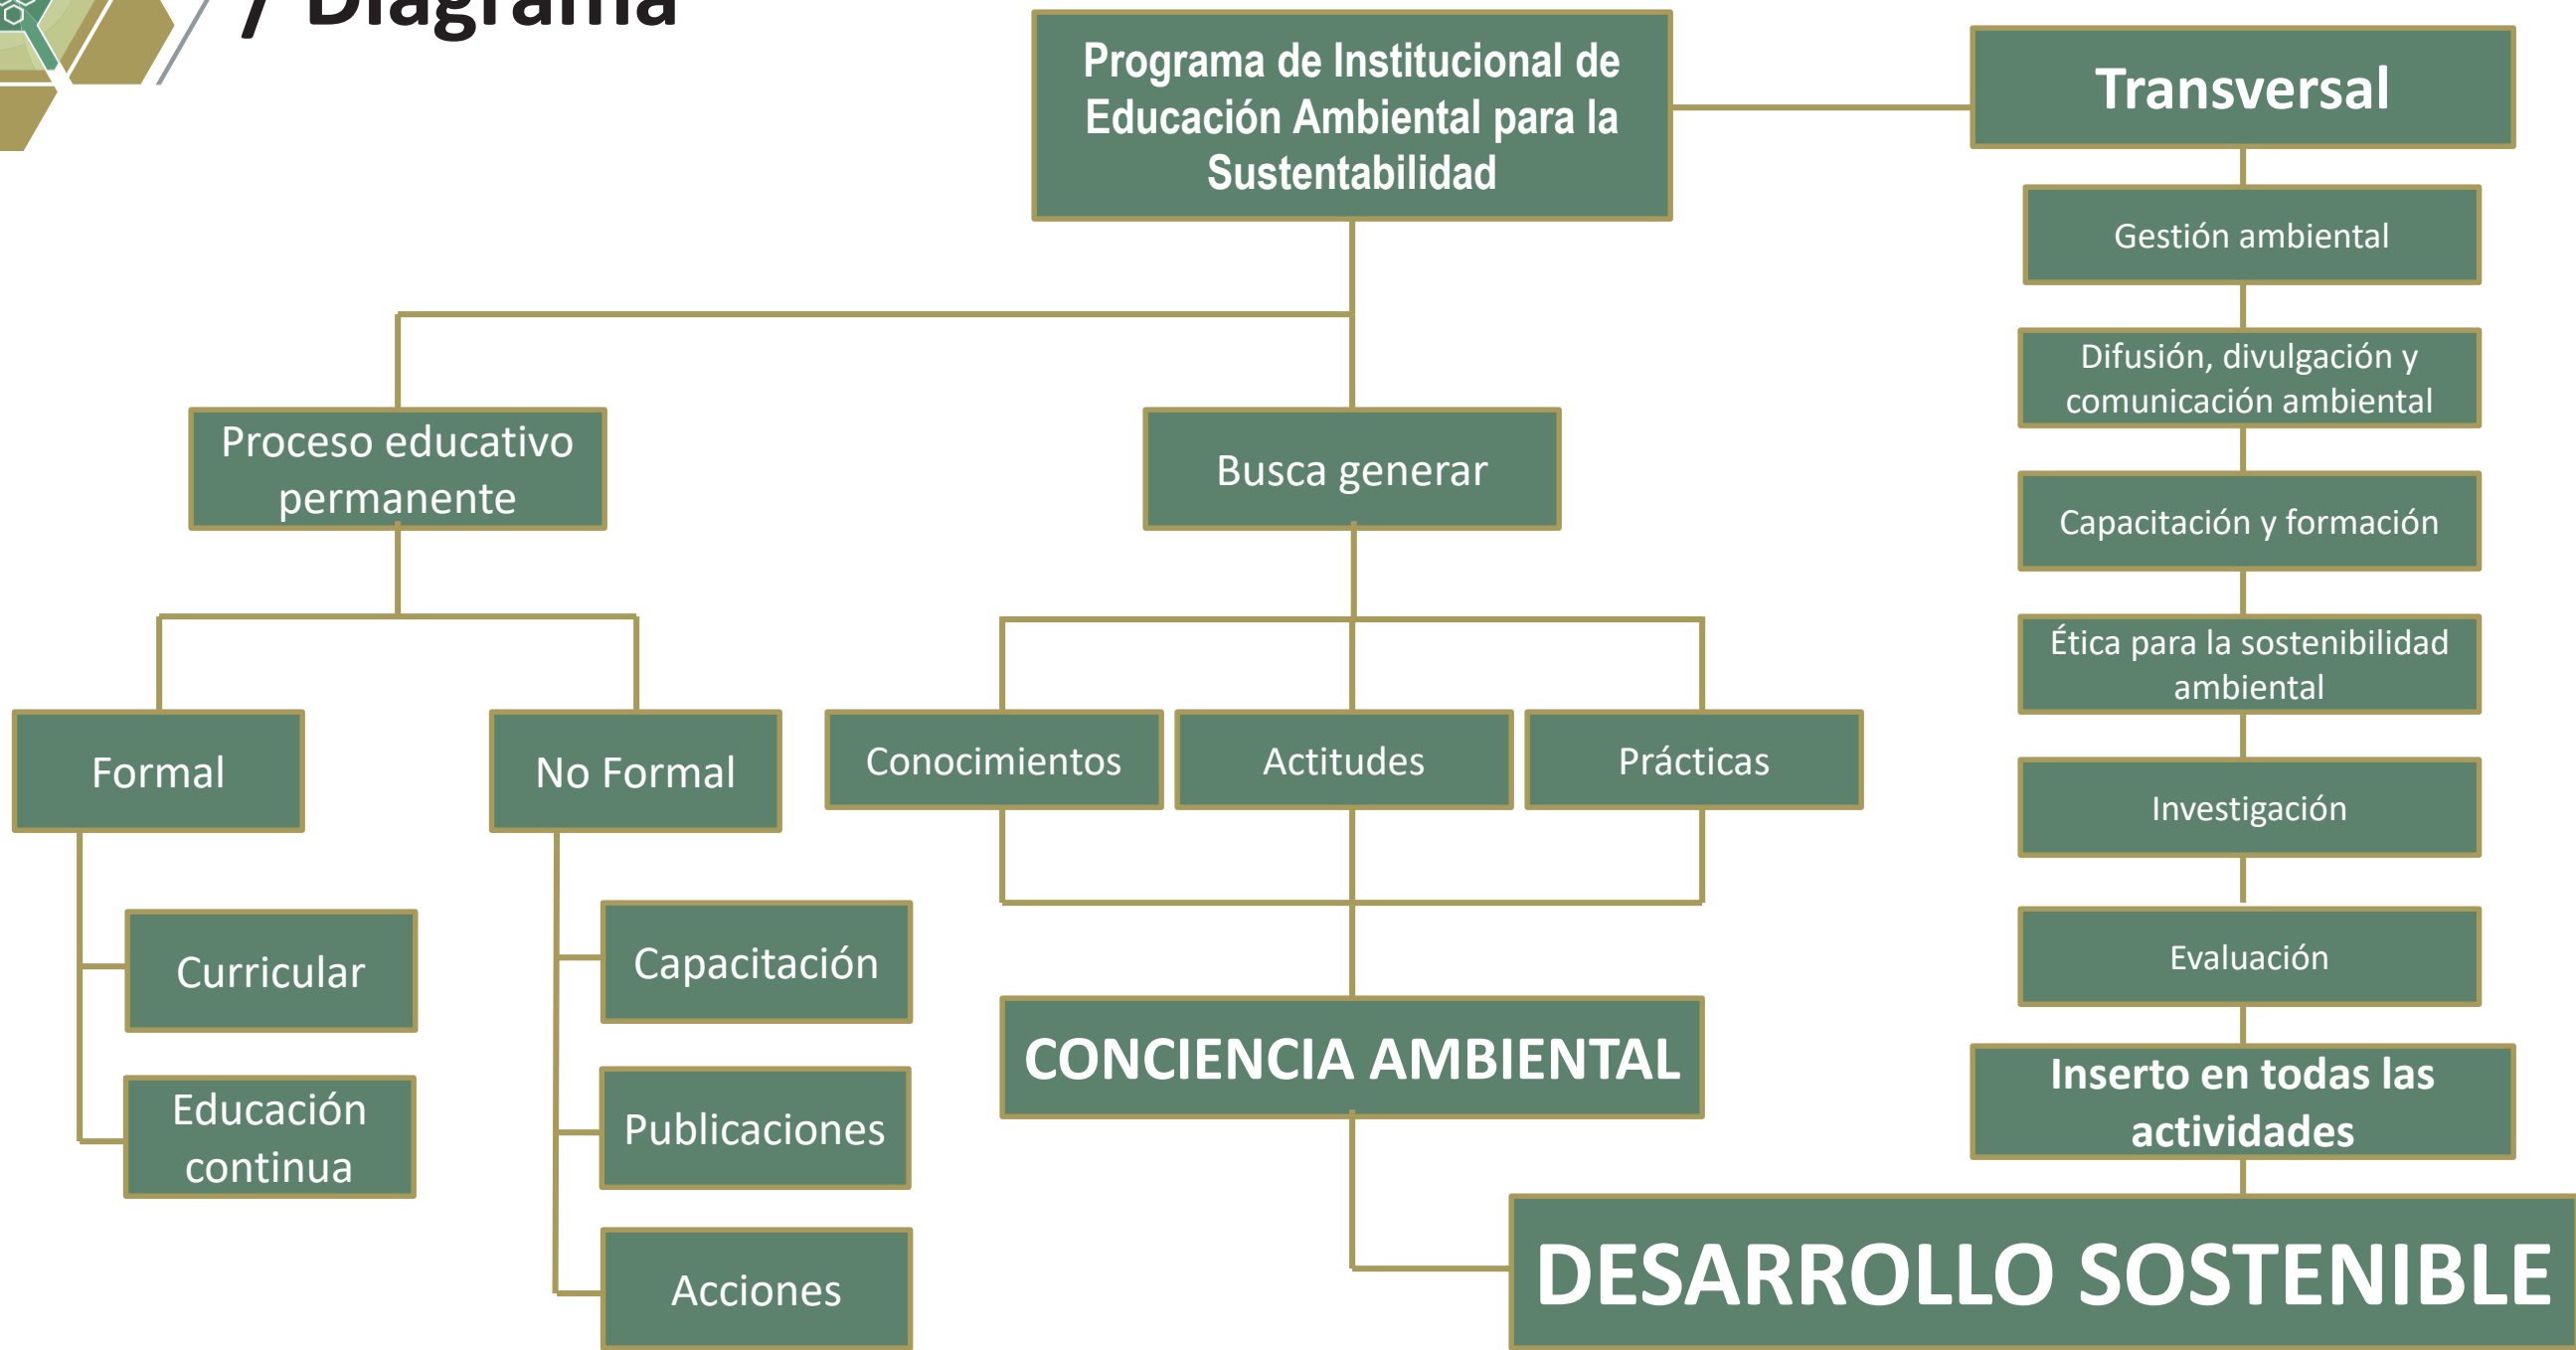 / Diagrama
Programa de Institucional de
Educación Ambiental para la
Sustentabilidad
Transversal
Gestión ambiental
Difusión, divulgación y
comunicación ambiental
Capacitación y formación
Ética para la sostenibilidad
ambiental
Investigación
Evaluación
Inserto en todas las
actividades
Proceso educativo
permanente
Busca generar
Formal
No Formal
Conocimientos
Actitudes
Prácticas
Curricular
Educación
continua
Capacitación
Publicaciones
Acciones
CONCIENCIA AMBIENTAL
DESARROLLO SOSTENIBLE